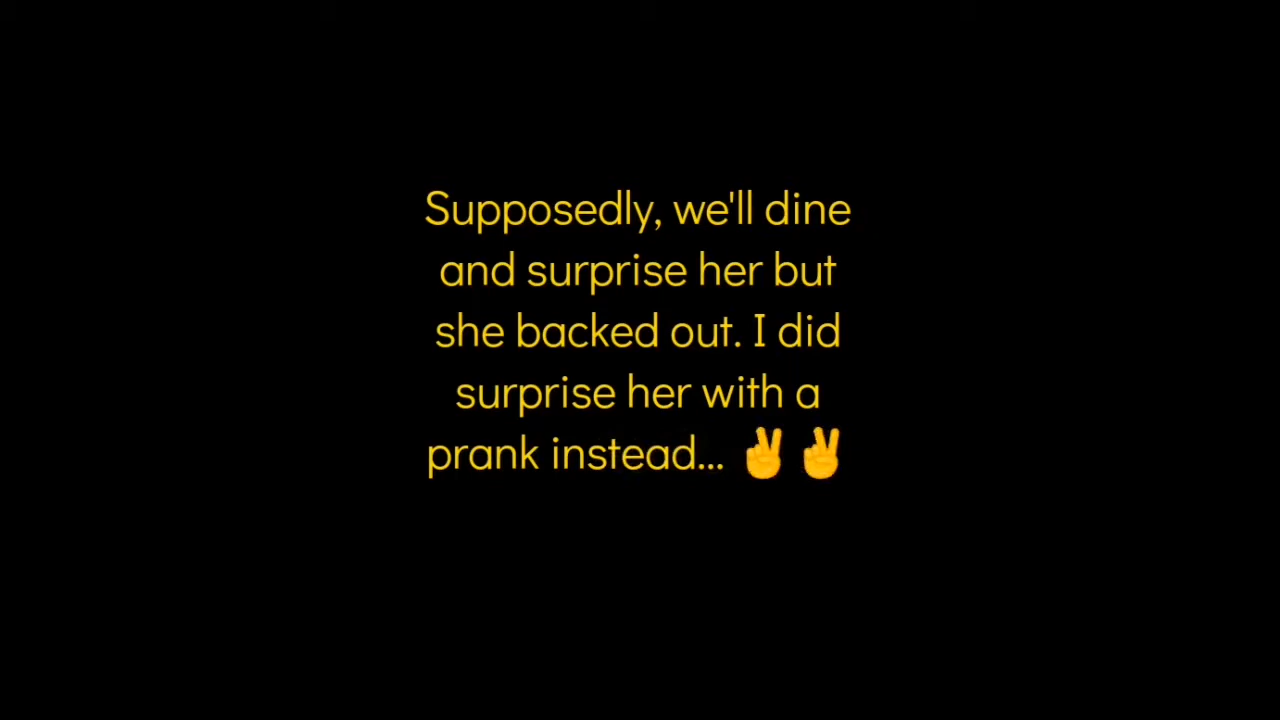 Supposedly, we'll dine
and surprise her but
she backed out. I did
surprise her with a
prank instead... ✌✌